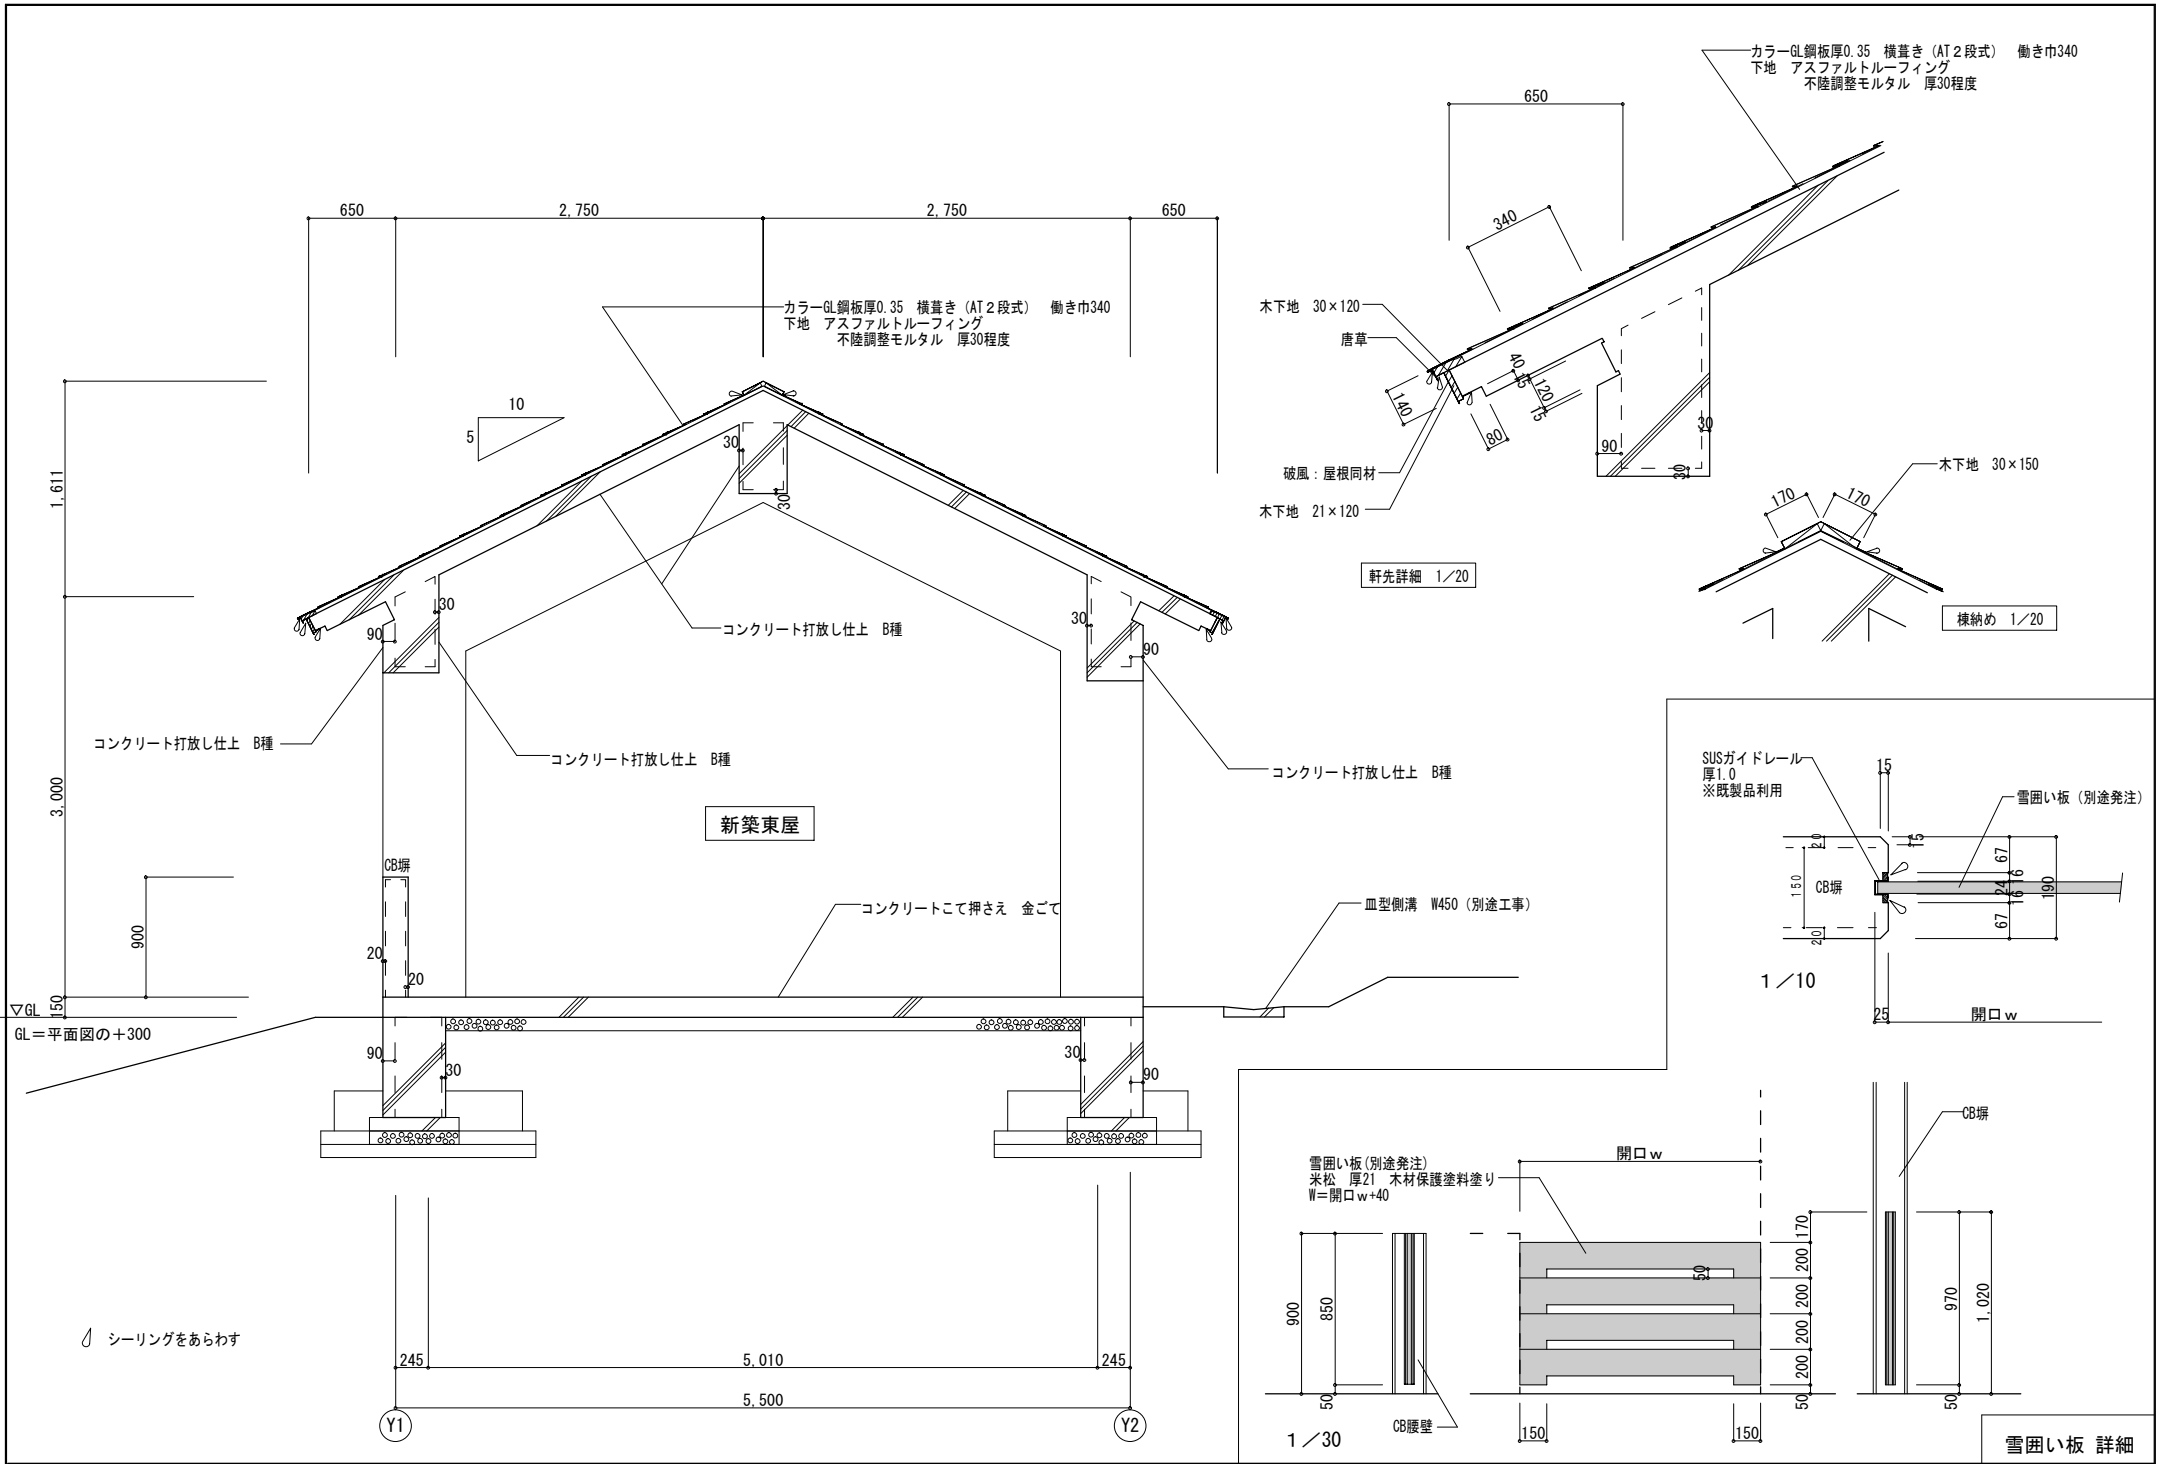 650
2,750
2,750
650
カラーGL鋼板厚0.35 横葺き（AT２段式） 働き巾340
下地 アスファルトルーフィング
不陸調整モルタル 厚30程度
10
5
1,611
3,000
900
150
▽GL
GL＝平面図の＋300
30
30
30
90
30
90
コンクリート打放し仕上 B種
コンクリート打放し仕上 B種
コンクリート打放し仕上 B種
コンクリート打放し仕上 B種
新築東屋
CB塀
20
20
コンクリートこて押さえ 金ごて
皿型側溝 W450（別途工事）
90
30
30
90
シーリングをあらわす
245
5,010
245
5,500
Y1
Y2
カラーGL鋼板厚0.35 横葺き（AT２段式） 働き巾340
下地 アスファルトルーフィング
不陸調整モルタル 厚30程度
650
340
木下地 30×120
唐草
140
80
40
15
120
15
90
30
30
破風：屋根同材
木下地 21×120
軒先詳細 1／20
木下地 30×150
170
170
棟納め 1／20
SUSガイドレール
厚1.0
※既製品利用
15
雪囲い板（別途発注）
20
150
20
CB塀
15
67
16
24
16
67
190
1／10
25
開口ｗ
雪囲い板(別途発注)
米松 厚21 木材保護塗料塗り
W＝開口ｗ+40
開口ｗ
CB塀
900
850
50
CB腰壁
50
150
150
170
200
200
200
200
50
970
50
1,020
1／30
雪囲い板 詳細